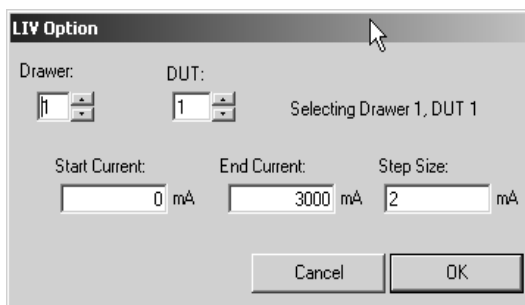 LIV Option
Drawer: DUT:
1 1 Selecting Drawer 1, DUT 1
Start Current: End Current: Step Size:
0 mA 3000 mA 2 mA
Cancel OK